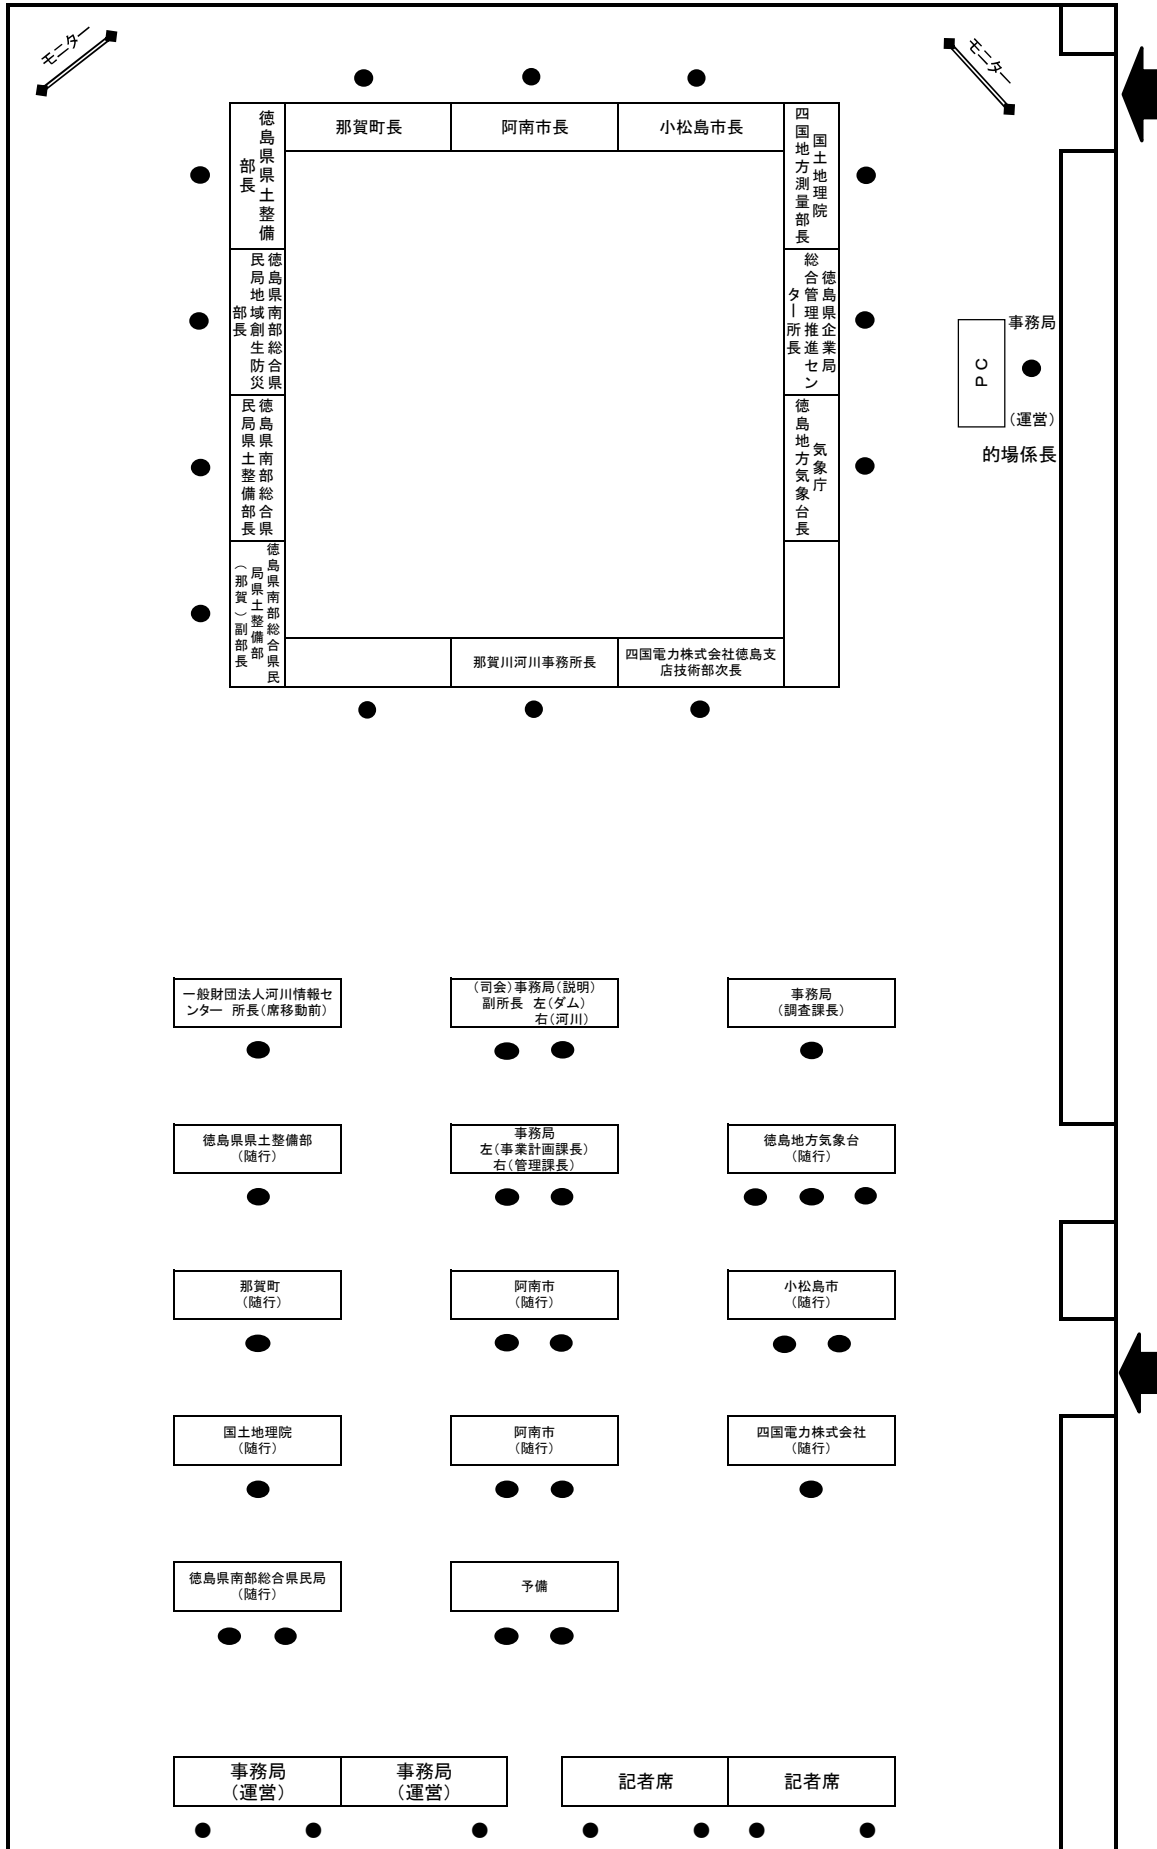 モニター
モニター
那賀町長
阿南市長
小松島市長
徳島県県土整備
部長
徳島県南部総合県
民局地域創生防災
部長
徳島県南部総合県
民局県土整備部長
徳島県南部総合県民
局県土整備部
（那賀）副部長
国土地理院
四国地方測量部長
徳島県企業局
総合管理推進セン
ター所長
気象庁
徳島地方気象台長
那賀川河川事務所長
四国電力株式会社徳島支
店技術部次長
事務局
PC
（運営）
的場係長
一般財団法人河川情報セ
ンター 所長（席移動前）
（司会）事務局（説明）
副所長 左（ダム）
右（河川）
事務局
（調査課長）
徳島県県土整備部
（随行）
事務局
左（事業計画課長）
右（管理課長）
徳島地方気象台
（随行）
那賀町
（随行）
阿南市
（随行）
小松島市
（随行）
国土地理院
（随行）
阿南市
（随行）
四国電力株式会社
（随行）
徳島県南部総合県民局
（随行）
予備
事務局
（運営）
事務局
（運営）
記者席
記者席